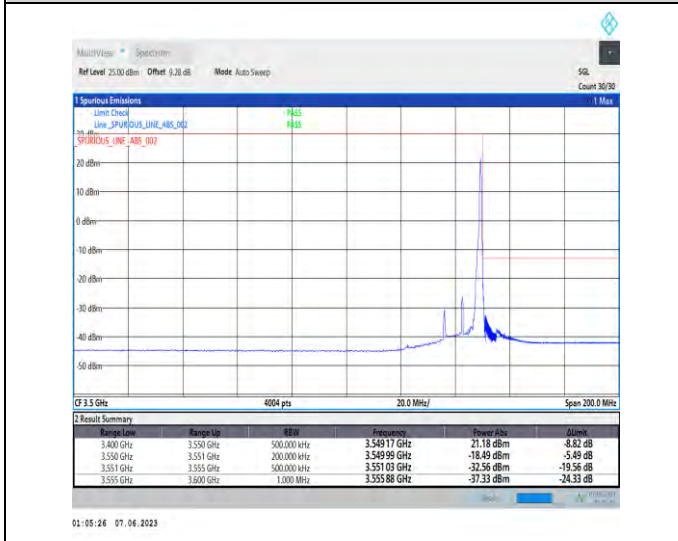 MultiView Spectrum
Ref Level 25.00 dBm Offset 9.28 dB Mode Auto Sweep SGL
Count 30/30
1 Spurious Emissions 1 Max
Limit Check PASS
Line _SPURIOUS_LINE_ABS_002 PASS
_SPURIOUS_LINE_ABS_002
20 dBm
10 dBm
0 dBm
-10 dBm
-20 dBm
-30 dBm
-40 dBm
-50 dBm
CF 3.5 GHz 4004 pts 20.0 MHz/ Span 200.0 MHz
2 Result Summary
Range Low Range Up RBW Frequency Power Abs ΔLimit
3.400 GHz 3.550 GHz 500.000 kHz 3.549 17 GHz 21.18 dBm -8.82 dB
3.550 GHz 3.551 GHz 200.000 kHz 3.549 99 GHz -18.49 dBm -5.49 dB
3.551 GHz 3.555 GHz 500.000 kHz 3.551 03 GHz -32.56 dBm -19.56 dB
3.555 GHz 3.600 GHz 1.000 MHz 3.555 88 GHz -37.33 dBm -24.33 dB
01:05:26 07.06.2023